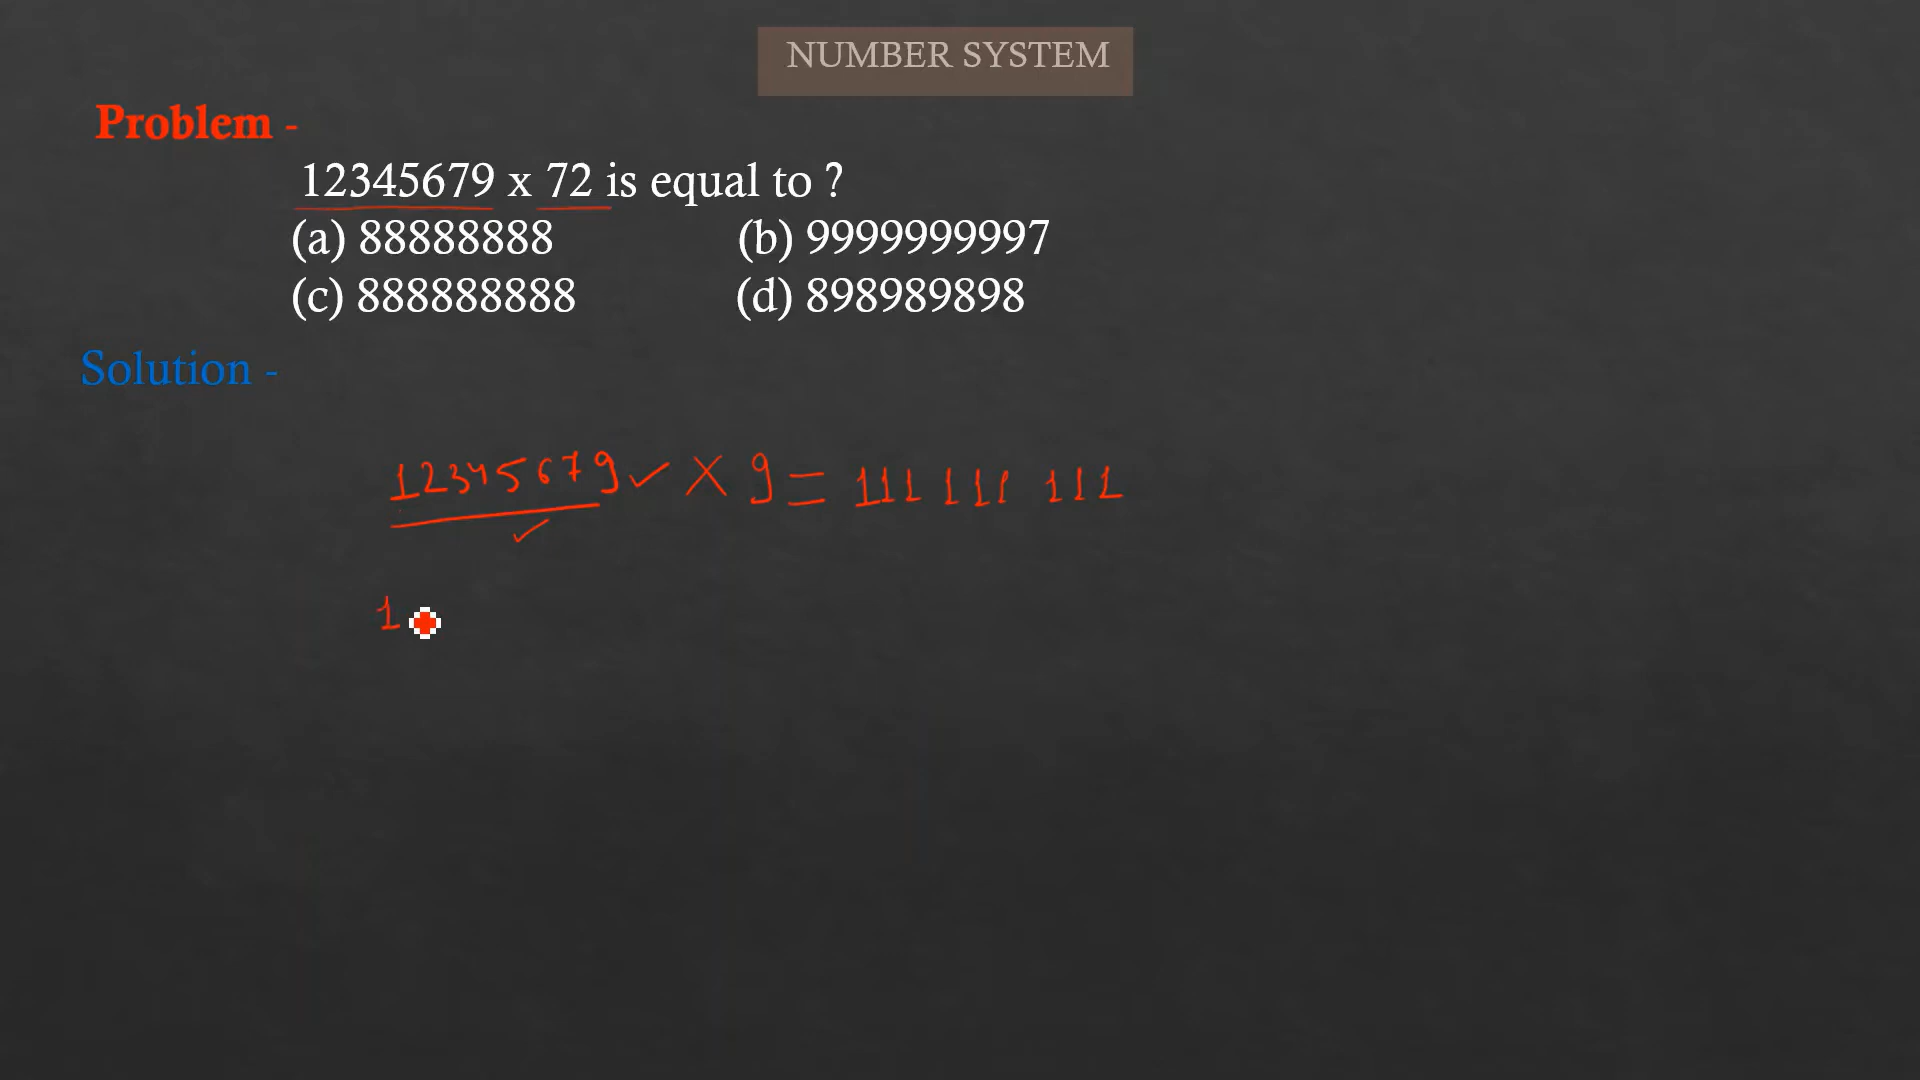 NUMBER SYSTEM
Problem -
12345679 x 72 is equal to ?
(a) 88888888 (b) 9999999997
(c) 888888888 (d) 898989898
Solution -
12345679 ✓ X 9 = 111 111 111
✓
1